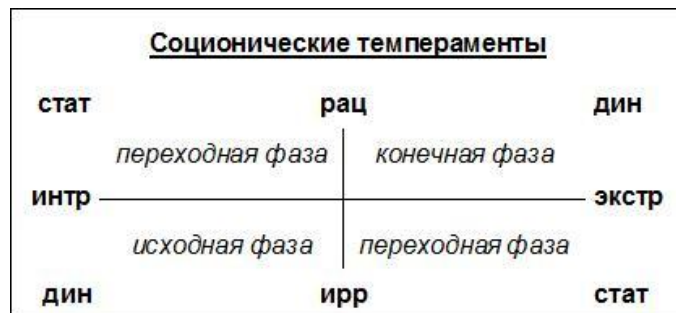 Соционические темпераменты
стат рац дин
переходная фаза конечная фаза
интр экстр
исходная фаза переходная фаза
дин ирр стат